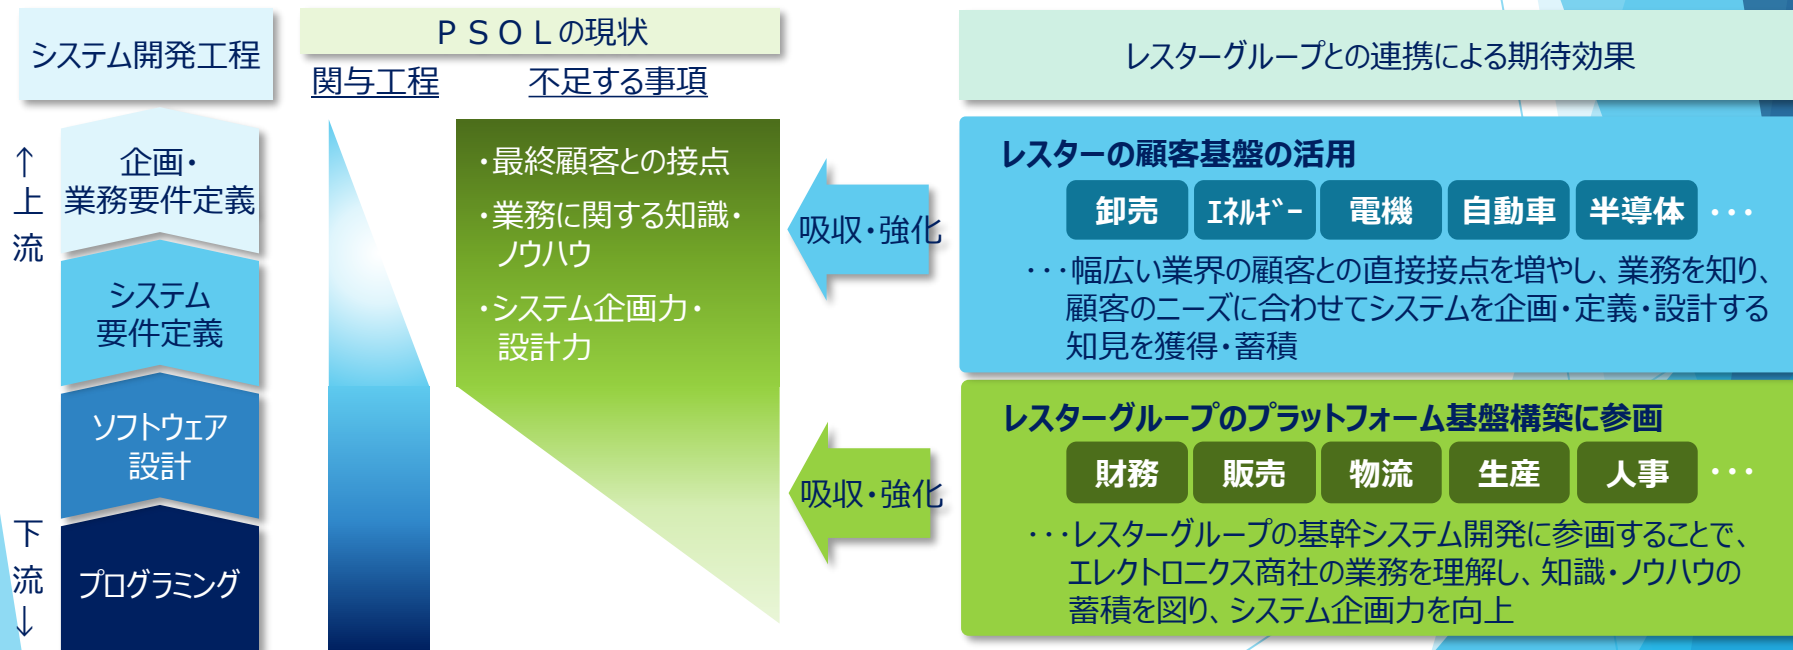 システム開発工程
ＰＳＯＬの現状
関与工程
不足する事項
レスターグループとの連携による期待効果
↑上流
企画・
業務要件定義
システム
要件定義
ソフトウェア
設計
プログラミング
下流↓
・最終顧客との接点
・業務に関する知識・
ノウハウ
・システム企画力・
設計力
吸収・強化
吸収・強化
レスターの顧客基盤の活用
卸売 ｴﾈﾙｷﾞｰ 電機 自動車 半導体 ・・・
・・・幅広い業界の顧客との直接接点を増やし、業務を知り、
顧客のニーズに合わせてシステムを企画・定義・設計する
知見を獲得・蓄積
レスターグループのプラットフォーム基盤構築に参画
財務 販売 物流 生産 人事 ・・・
・・・レスターグループの基幹システム開発に参画することで、
エレクトロニクス商社の業務を理解し、知識・ノウハウの
蓄積を図り、システム企画力を向上